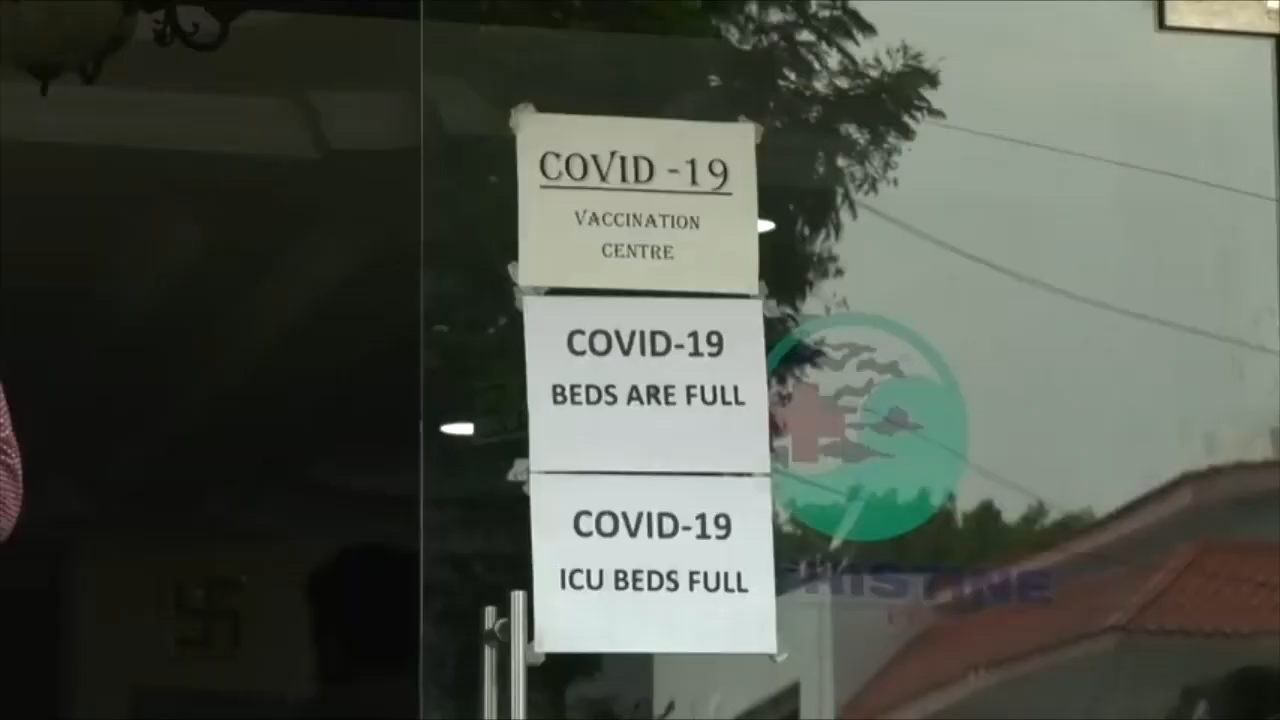 COVID -19
VACCINATION
CENTRE
COVID-19
BEDS ARE FULL
COVID-19
ICU BEDS FULL